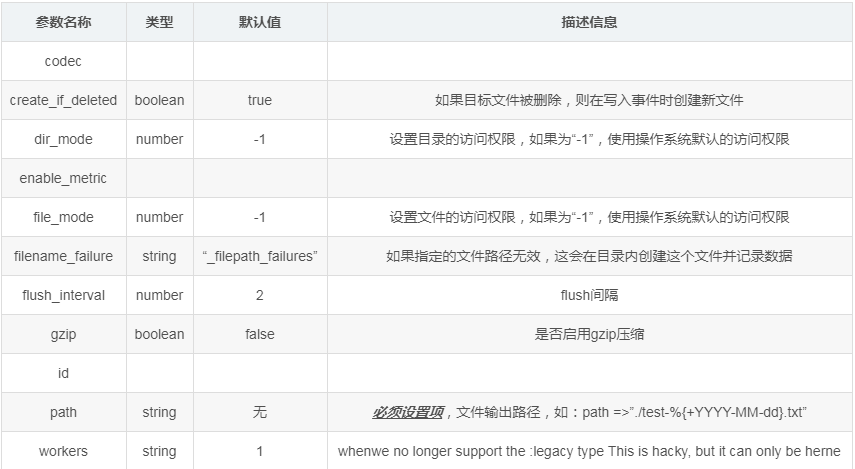 参数名称 类型 默认值 描述信息
codec
create_if_deleted boolean true 如果目标文件被删除，则在写入事件时创建新文件
dir_mode number -1 设置目录的访问权限，如果为“-1”，使用操作系统默认的访问权限
enable_metric
file_mode number -1 设置文件的访问权限，如果为“-1”，使用操作系统默认的访问权限
filename_failure string “_filepath_failures” 如果指定的文件路径无效，这会在目录内创建这个文件并记录数据
flush_interval number 2 flush间隔
gzip boolean false 是否启用gzip压缩
id
path string 无 必须设置项，文件输出路径，如：path =>”./test-%{+YYYY-MM-dd}.txt”
workers string 1 whenwe no longer support the :legacy type This is hacky, but it can only be herne